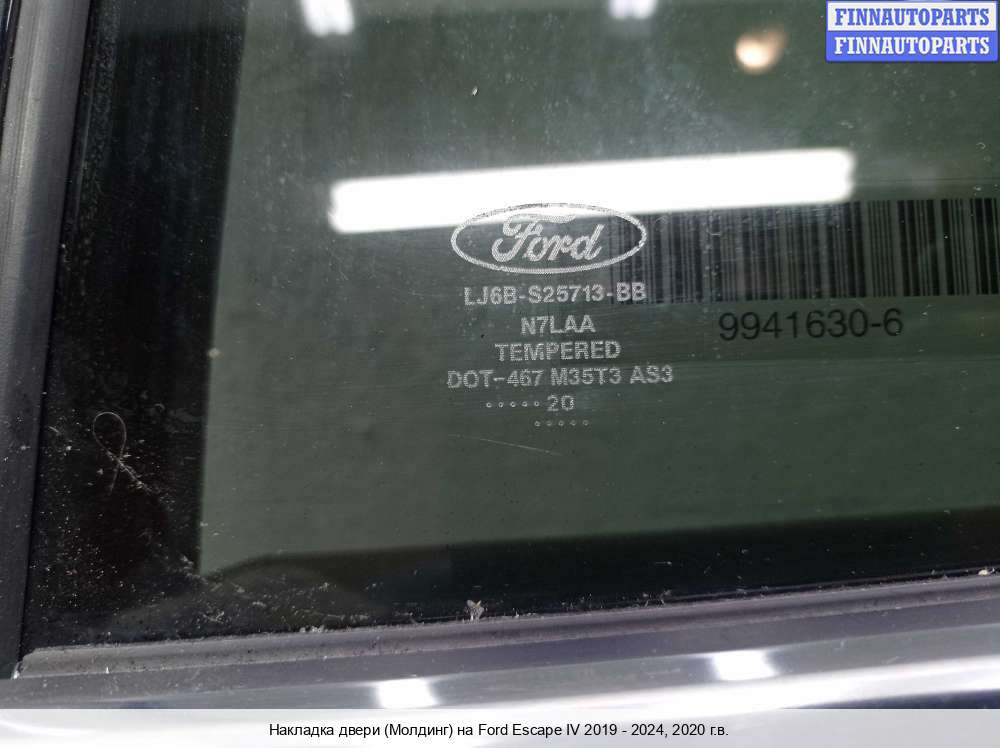 FINNAUTOPARTS
FINNAUTOPARTS
Ford
LJ6B-S25713-BB
N7LAA
9941630-6
TEMPERED
DOT-467 M35T3 AS3
.....20
.....
Накладка двери (Молдинг) на Ford Escape IV 2019 - 2024, 2020 г.в.